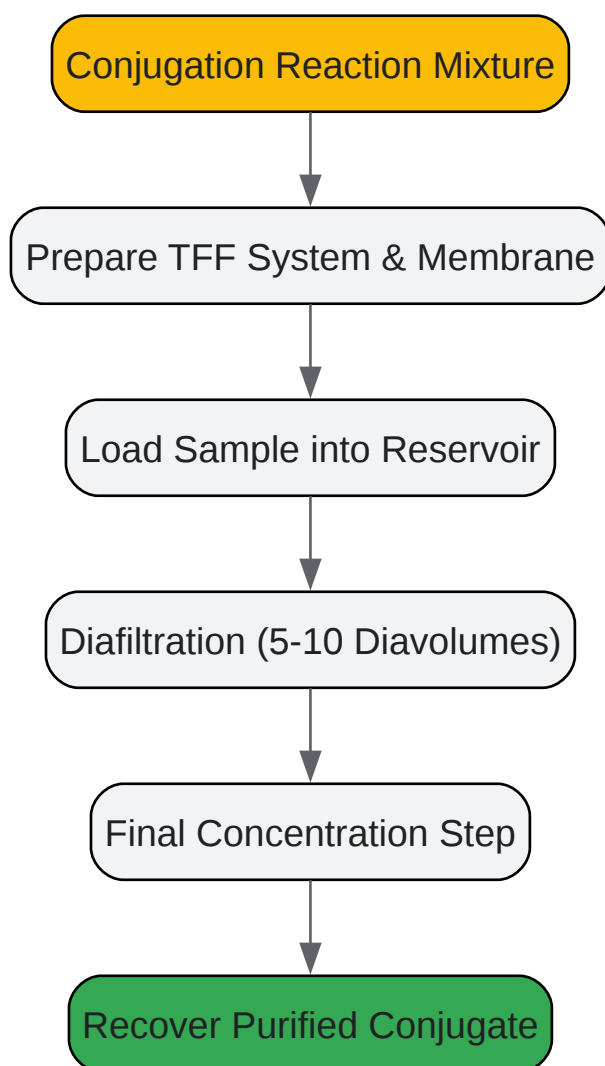 Conjugation Reaction Mixture
Prepare TFF System & Membrane
Load Sample into Reservoir
Diafiltration (5-10 Diavolumes)
Final Concentration Step
Recover Purified Conjugate